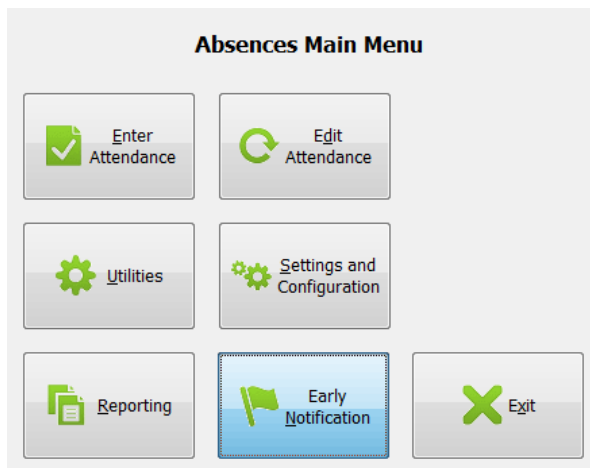 Absences Main Menu
Enter
Attendance
Edit
Attendance
Utilities
Settings and
Configuration
Reporting
Early
Notification
Exit